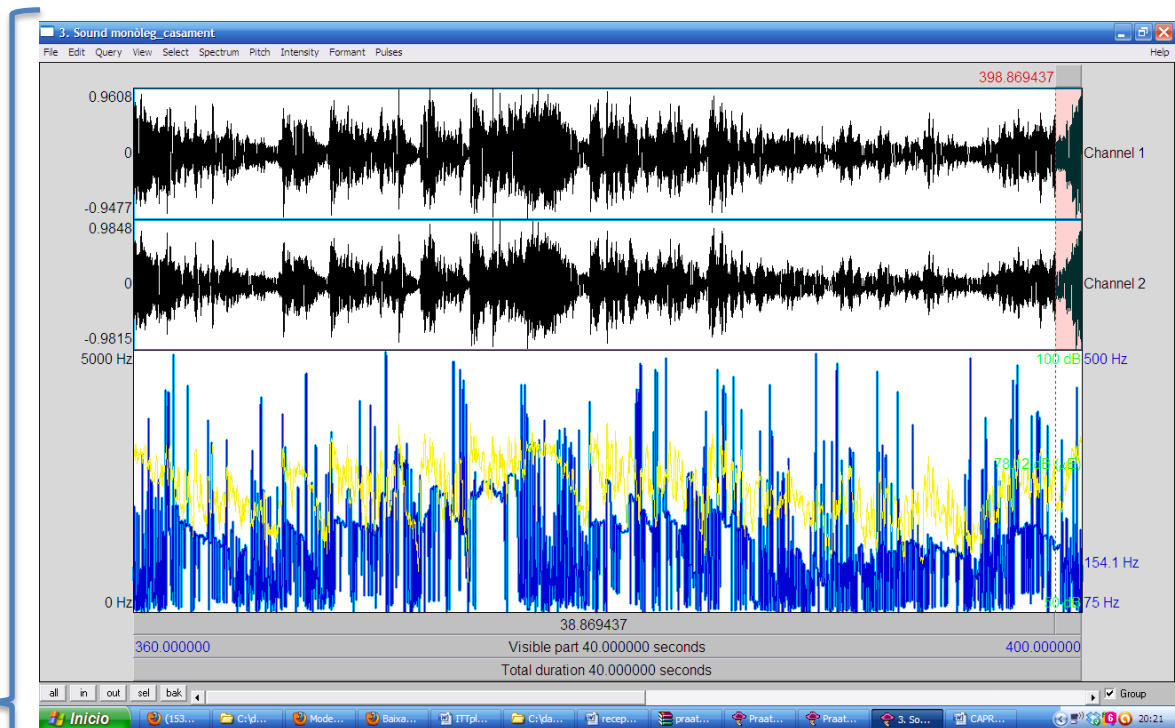 3. Sound monòleg_casament
File Edit Query View Select Spectrum Pitch Intensity Formant Pulses Help
398.869437
0.9608
0
Channel 1
-0.9477
0.9848
0
Channel 2
-0.9815
5000 Hz
100 dB
500 Hz
154.1 Hz
0 Hz
50 dB
75 Hz
38.869437
360.000000
Visible part 40.000000 seconds
400.000000
Total duration 40.000000 seconds
all in out sel bak
Group
Inicio
(153...
C:\d...
Mode...
Baixa...
C:\da...
recep...
praat...
Praat...
Praat...
3. So...
CAPR...
20:21